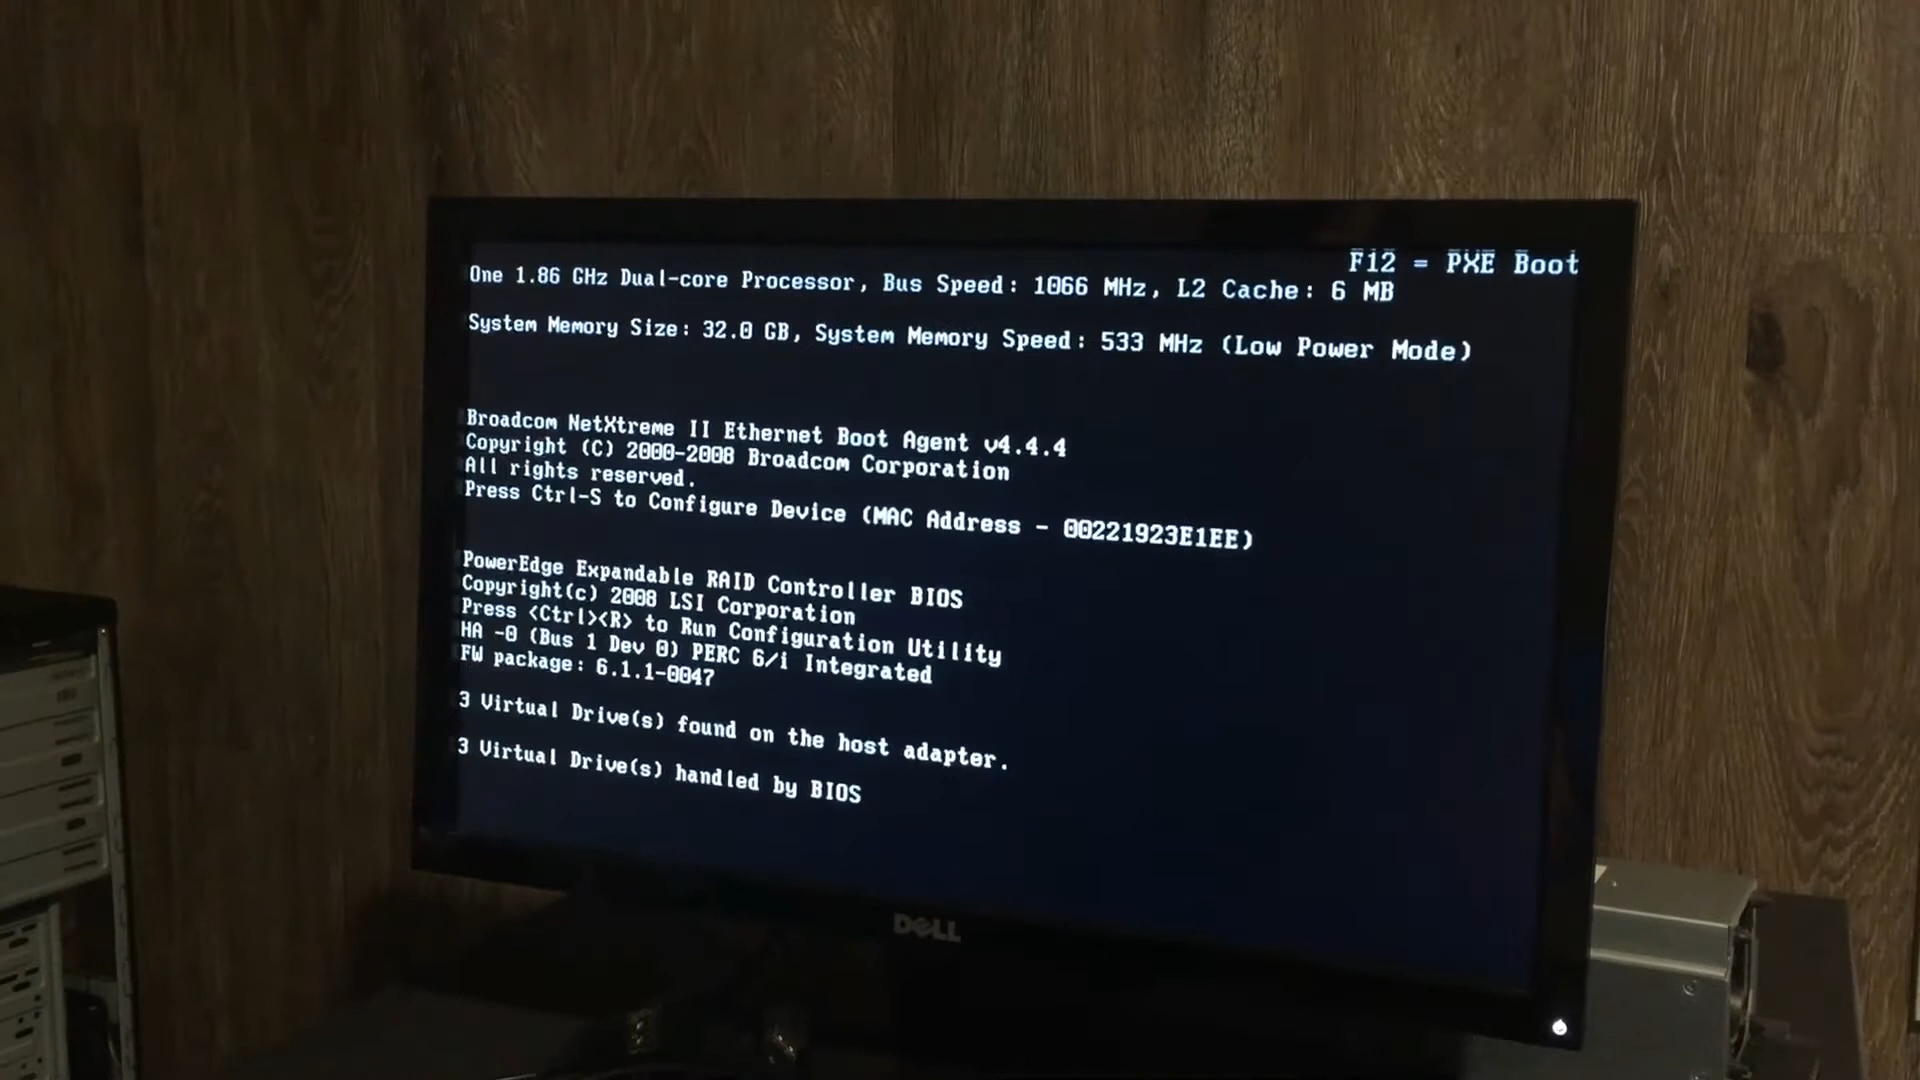 F12 = PXE Boot
One 1.86 GHz Dual-core Processor, Bus Speed: 1066 MHz, L2 Cache: 6 MB
System Memory Size: 32.0 GB, System Memory Speed: 533 MHz (Low Power Mode)
Broadcom NetXtreme II Ethernet Boot Agent v4.4.4
Copyright (C) 2000-2008 Broadcom Corporation
All rights reserved.
Press Ctrl-S to Configure Device (MAC Address - 00221923E1EE)
PowerEdge Expandable RAID Controller BIOS
Copyright(c) 2008 LSI Corporation
Press <Ctrl><R> to Run Configuration Utility
HA -0 (Bus 1 Dev 0) PERC 6/i Integrated
FW package: 6.1.1-0047
3 Virtual Drive(s) found on the host adapter.
3 Virtual Drive(s) handled by BIOS
DELL